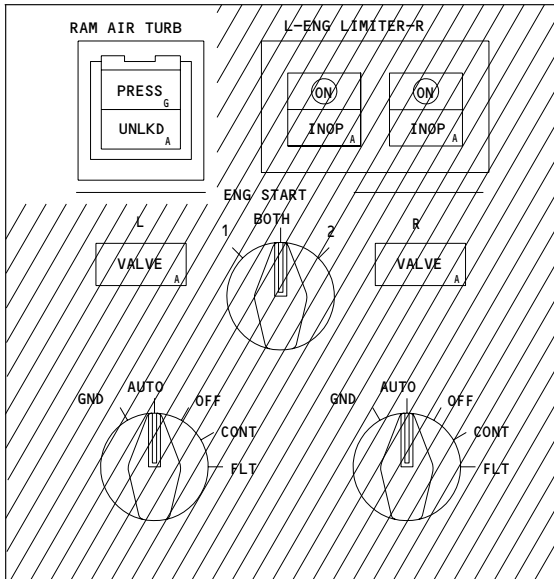 RAM AIR TURB
L-ENG LIMITER-R
PRESS G
UNLKD A
ON
ON
INOP A
INOP A
ENG START
L
1
BOTH
2
R
VALVE A
VALVE A
GND
AUTO
OFF
CONT
FLT
GND
AUTO
OFF
CONT
FLT